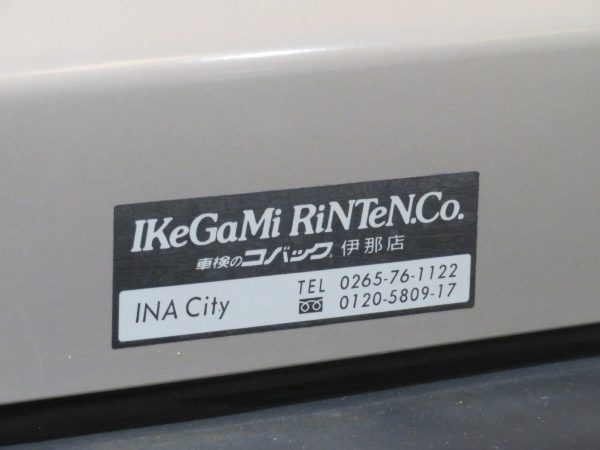 IKeGaMi RiNTeN.Co.
車検のコバック 伊那店
INA City
TEL 0265-76-1122
0120-5809-17